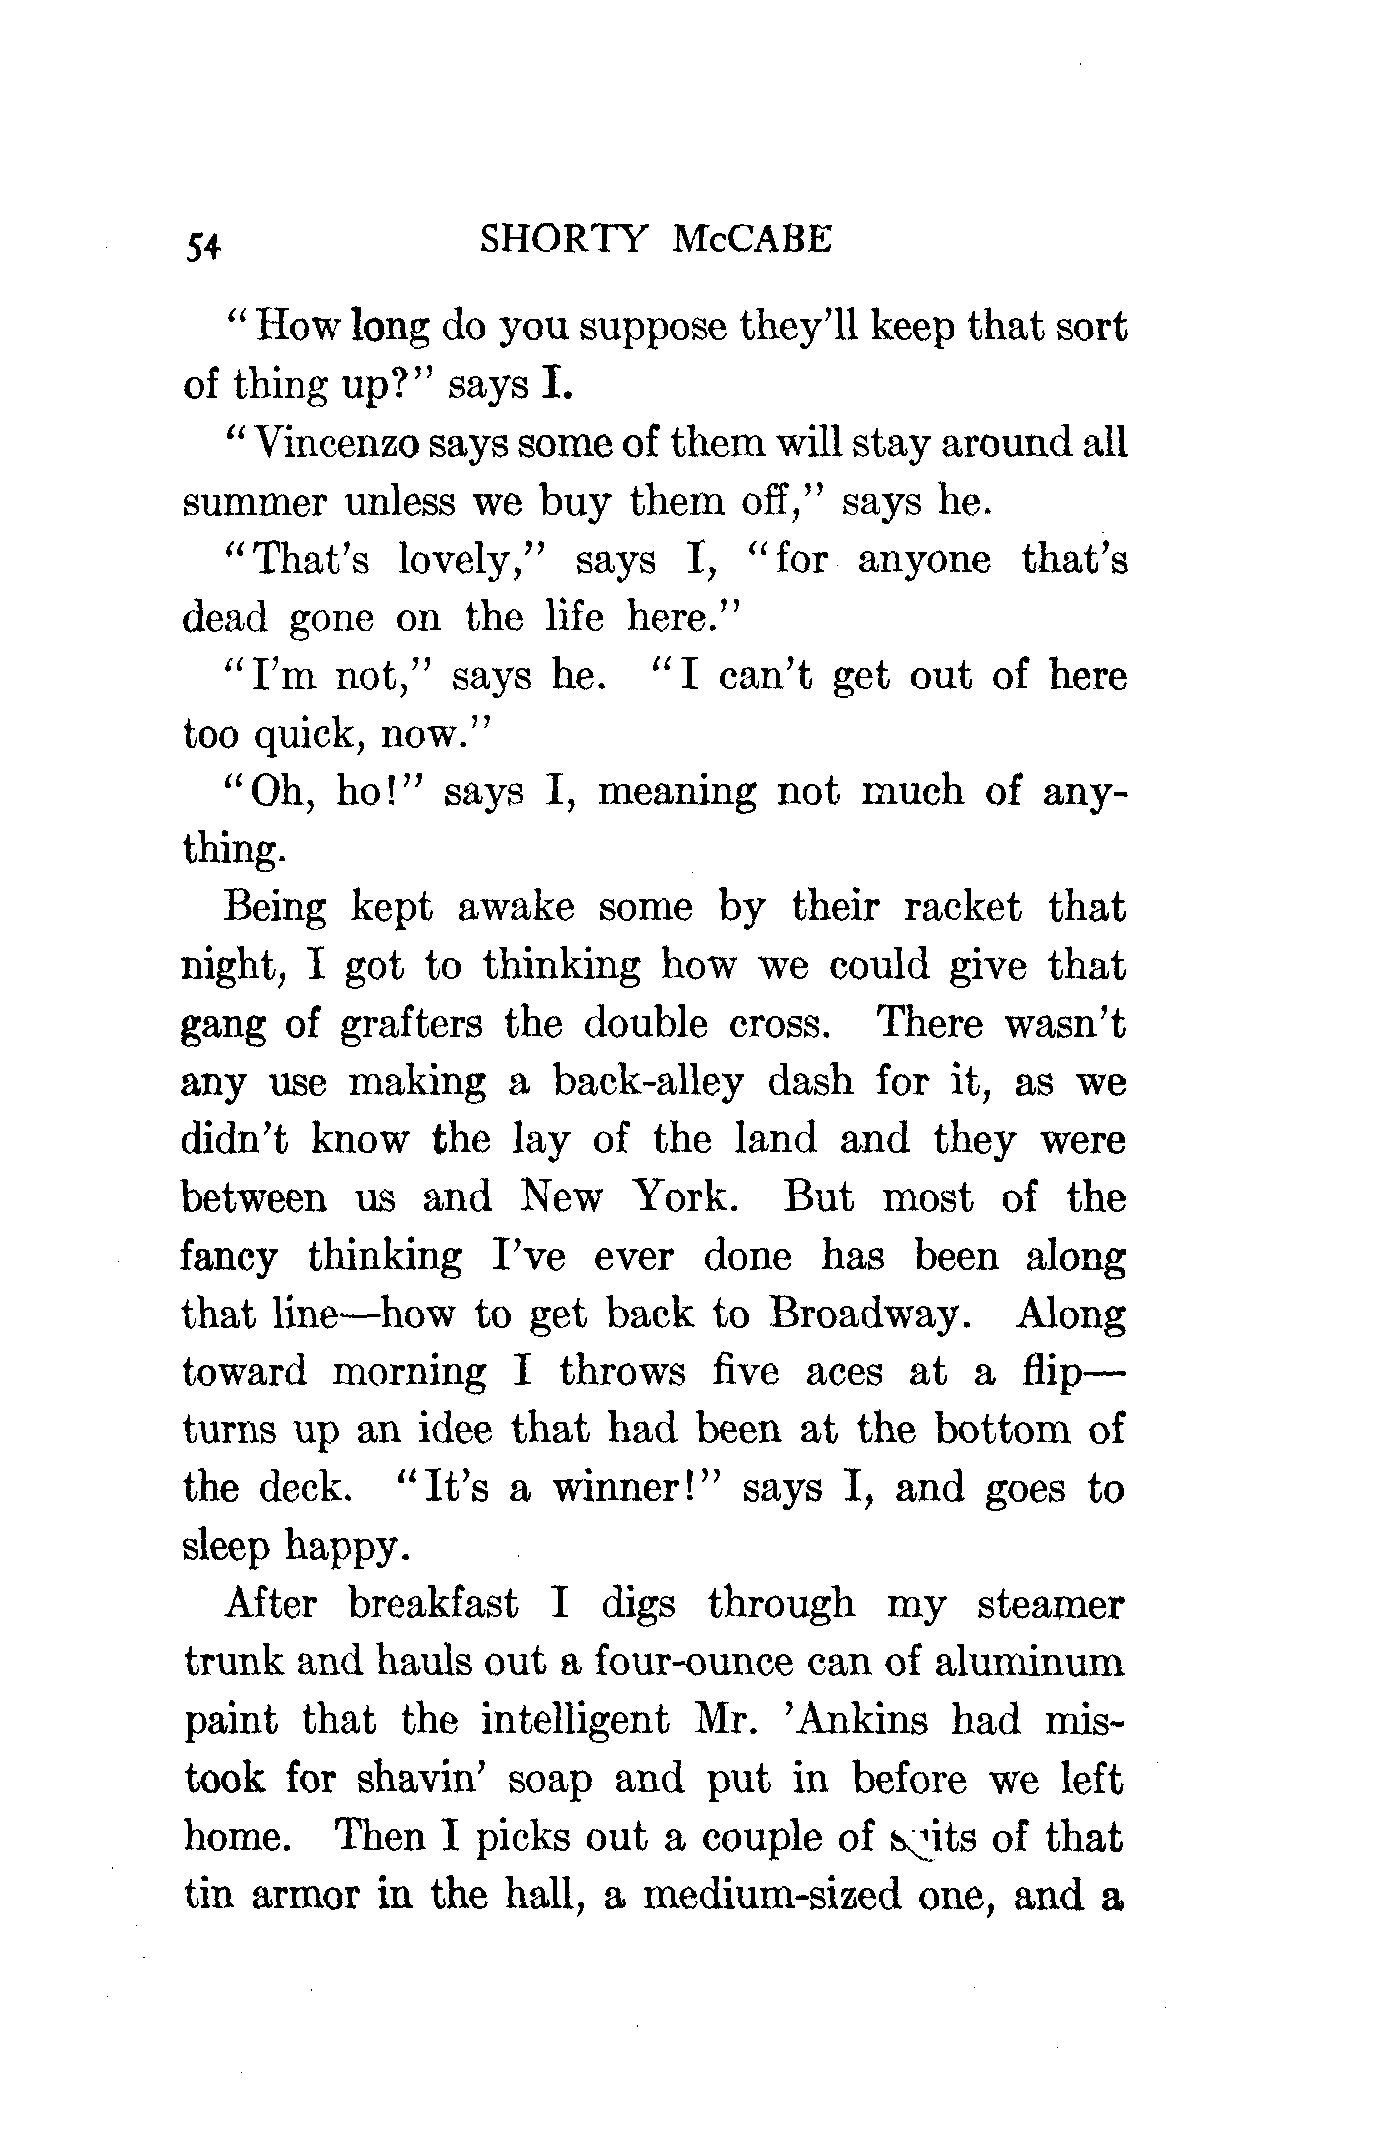 54 SHORTY McCABE
"How long do you suppose they'll keep that sort
of thing up?" says I.
"Vincenzo says some of them will stay around all
summer unless we buy them off," says he.
"That's lovely," says I, "for anyone that's
dead gone on the life here."
"I'm not," says he. "I can't get out of here
too quick, now."
"Oh, ho!" says I, meaning not much of any-
thing.
Being kept awake some by their racket that
night, I got to thinking how we could give that
gang of grafters the double cross. There wasn't
any use making a back-alley dash for it, as we
didn't know the lay of the land and they were
between us and New York. But most of the
fancy thinking I've ever done has been along
that line—how to get back to Broadway. Along
toward morning I throws five aces at a flip—
turns up an idee that had been at the bottom of
the deck. "It's a winner!" says I, and goes to
sleep happy.
After breakfast I digs through my steamer
trunk and hauls out a four-ounce can of aluminum
paint that the intelligent Mr. 'Ankins had mis-
took for shavin' soap and put in before we left
home. Then I picks out a couple of suits of that
tin armor in the hall, a medium-sized one, and a